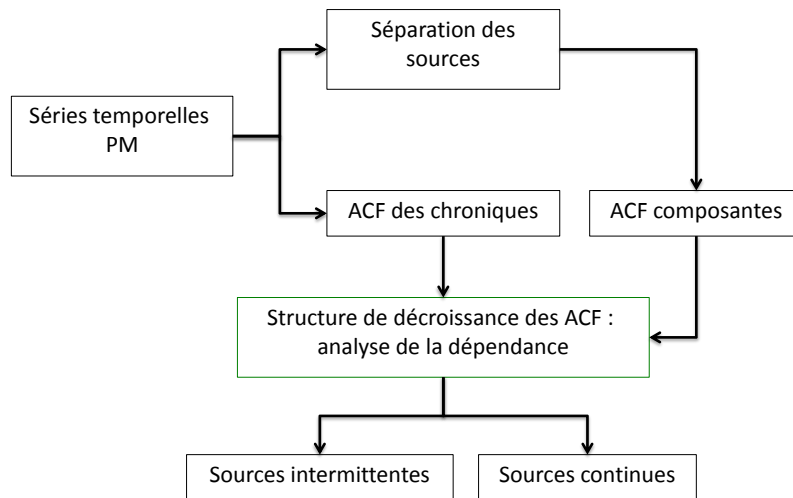 Séparation des
sources
Séries temporelles
PM
ACF des chroniques
ACF composantes
Structure de décroissance des ACF :
analyse de la dépendance
Sources intermittentes
Sources continues